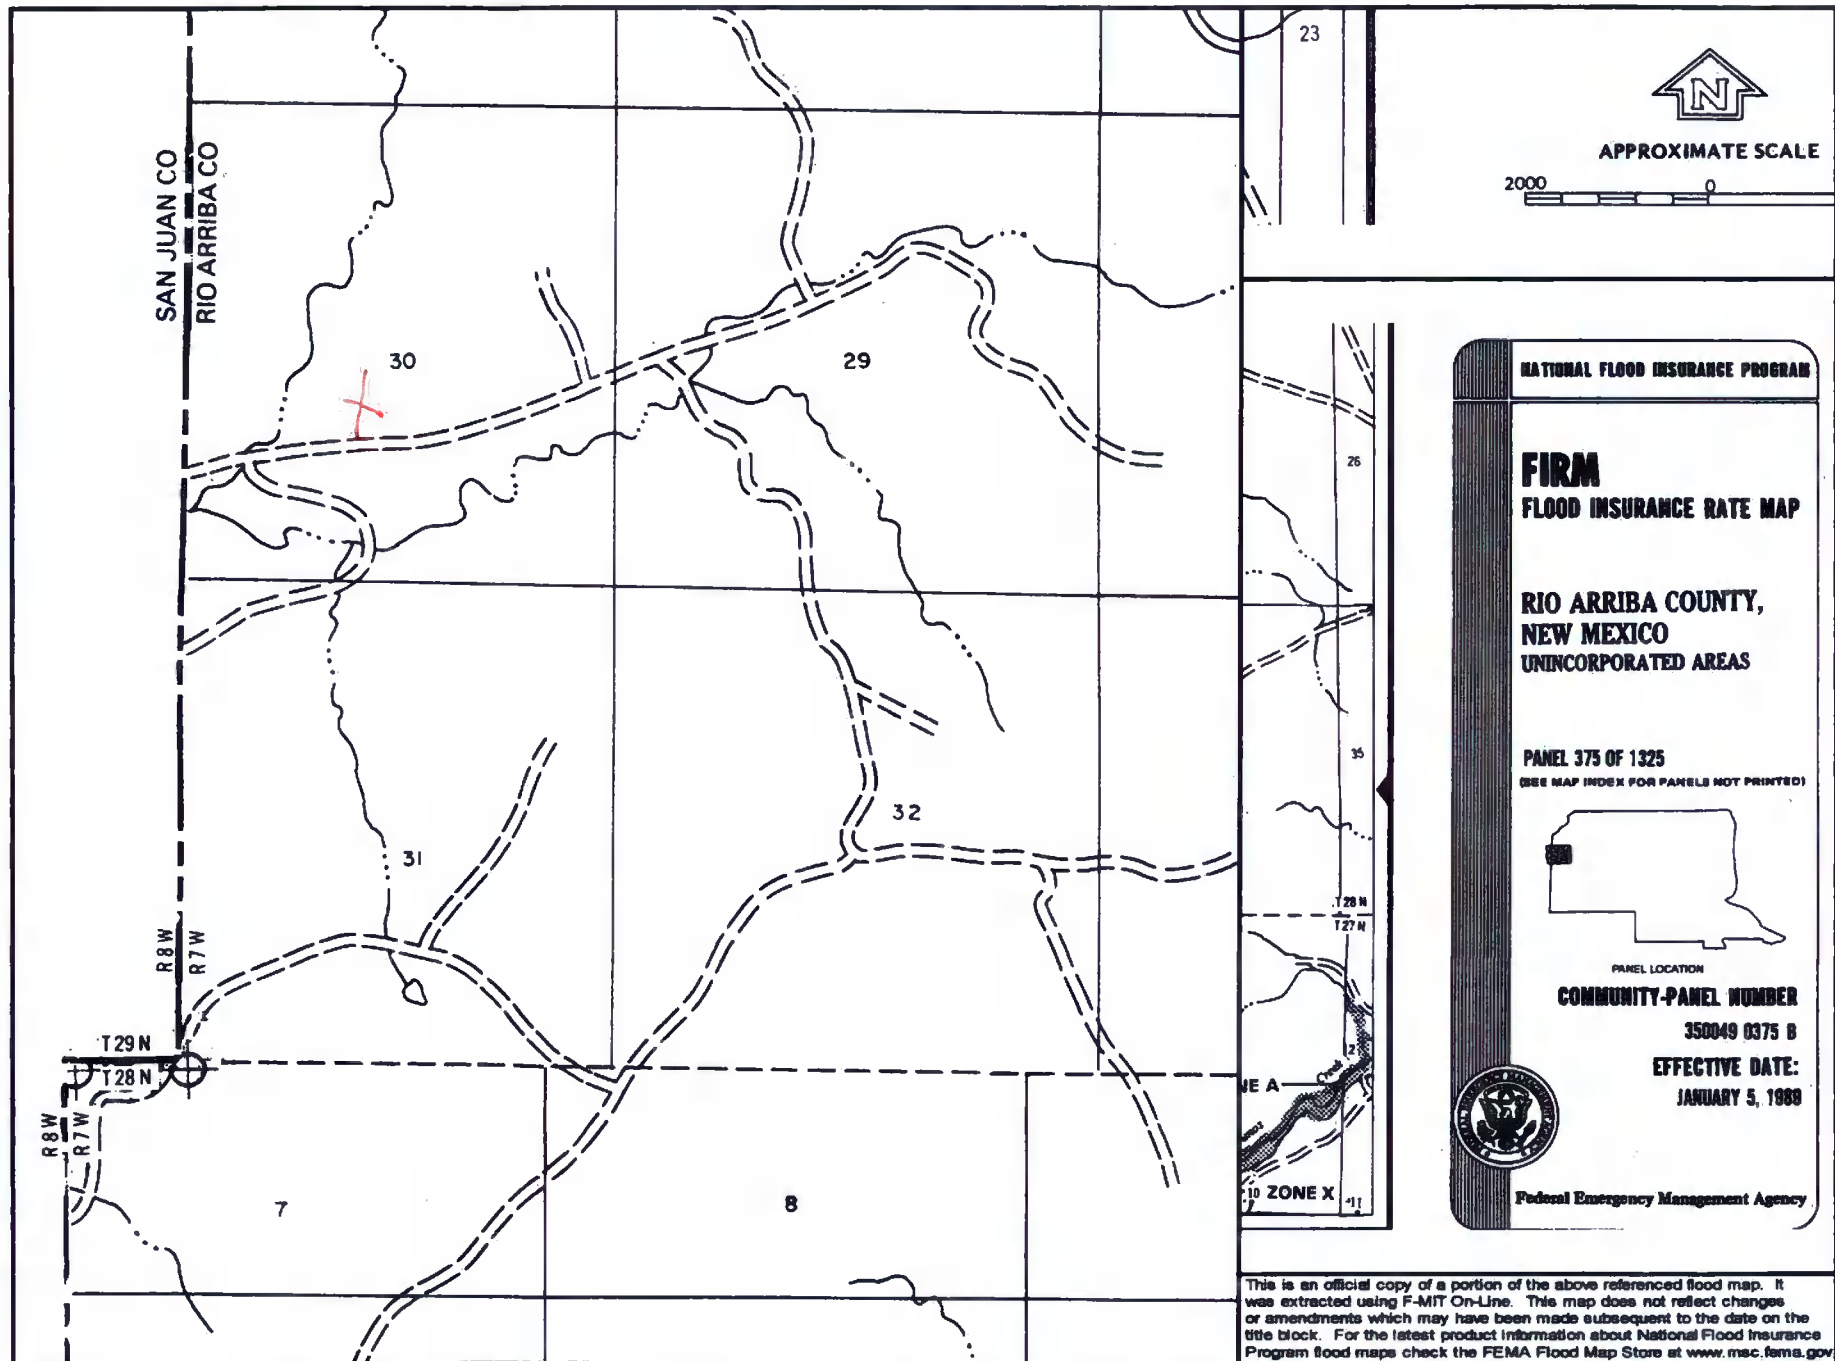 SAN JUAN CO
RIO ARRIBA CO
30
29
31
32
7
8
R8W
R7W
T29N
T28N
R8W
R7W
23
26
35
T28N
T27N
2
Creek
NE A
10
ZONE X
11
N
APPROXIMATE SCALE
2000 0
NATIONAL FLOOD INSURANCE PROGRAM
FIRM
FLOOD INSURANCE RATE MAP
RIO ARRIBA COUNTY,
NEW MEXICO
UNINCORPORATED AREAS
PANEL 375 OF 1325
(SEE MAP INDEX FOR PANELS NOT PRINTED)
PANEL LOCATION
COMMUNITY-PANEL NUMBER
350049 0375 B
EFFECTIVE DATE:
JANUARY 5, 1989
Federal Emergency Management Agency
This is an official copy of a portion of the above referenced flood map. It
was extracted using F-MIT On-Line. This map does not reflect changes
or amendments which may have been made subsequent to the date on the
title block. For the latest product information about National Flood Insurance
Program flood maps check the FEMA Flood Map Store at www.msc.fema.gov